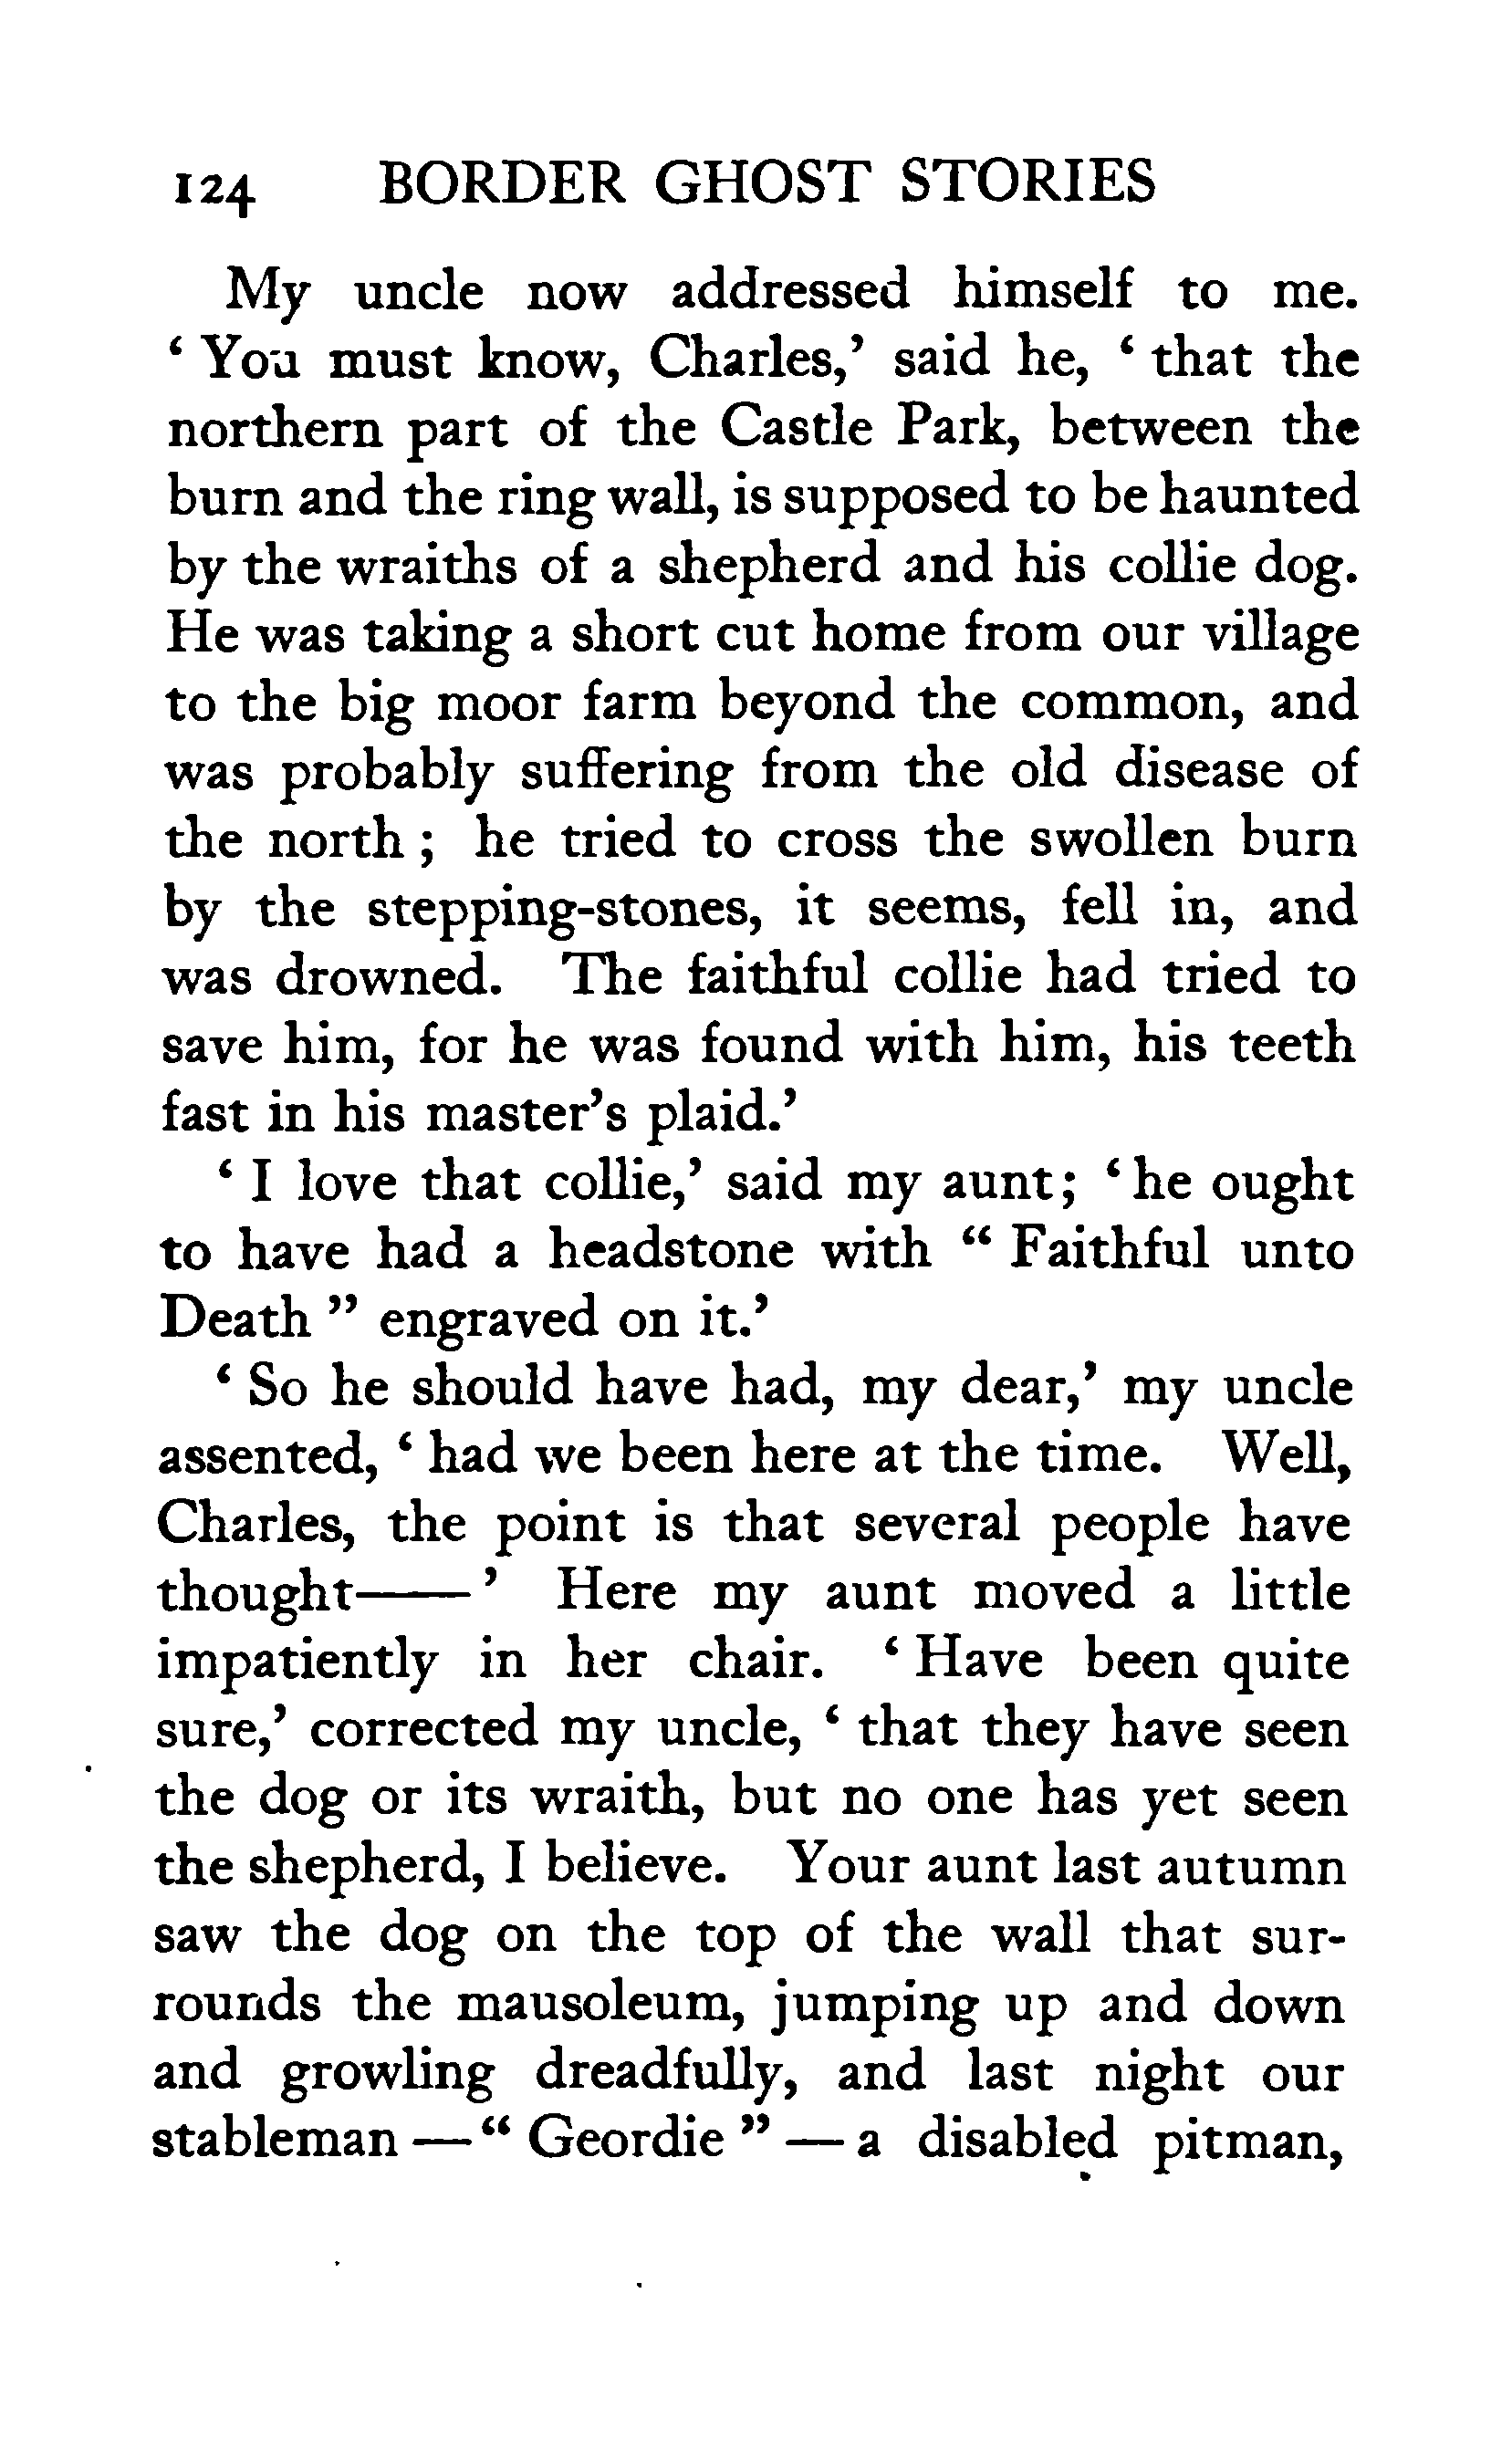 124 BORDER GHOST STORIES
My uncle now addressed himself to me.
‘ You must know, Charles,’ said he, ‘ that the
northern part of the Castle Park, between the
burn and the ring wall, is supposed to be haunted
by the wraiths of a shepherd and his collie dog.
He was taking a short cut home from our village
to the big moor farm beyond the common, and
was probably suffering from the old disease of
the north ; he tried to cross the swollen burn
by the stepping-stones, it seems, fell in, and
was drowned. The faithful collie had tried to
save him, for he was found with him, his teeth
fast in his master’s plaid.’
‘ I love that collie,’ said my aunt; ‘ he ought
to have had a headstone with “ Faithful unto
Death ” engraved on it.’
‘ So he should have had, my dear,’ my uncle
assented, ‘ had we been here at the time. Well,
Charles, the point is that several people have
thought——’ Here my aunt moved a little
impatiently in her chair. ‘ Have been quite
sure,’ corrected my uncle, ‘ that they have seen
the dog or its wraith, but no one has yet seen
the shepherd, I believe. Your aunt last autumn
saw the dog on the top of the wall that sur-
rounds the mausoleum, jumping up and down
and growling dreadfully, and last night our
stableman — “ Geordie ” — a disabled pitman,